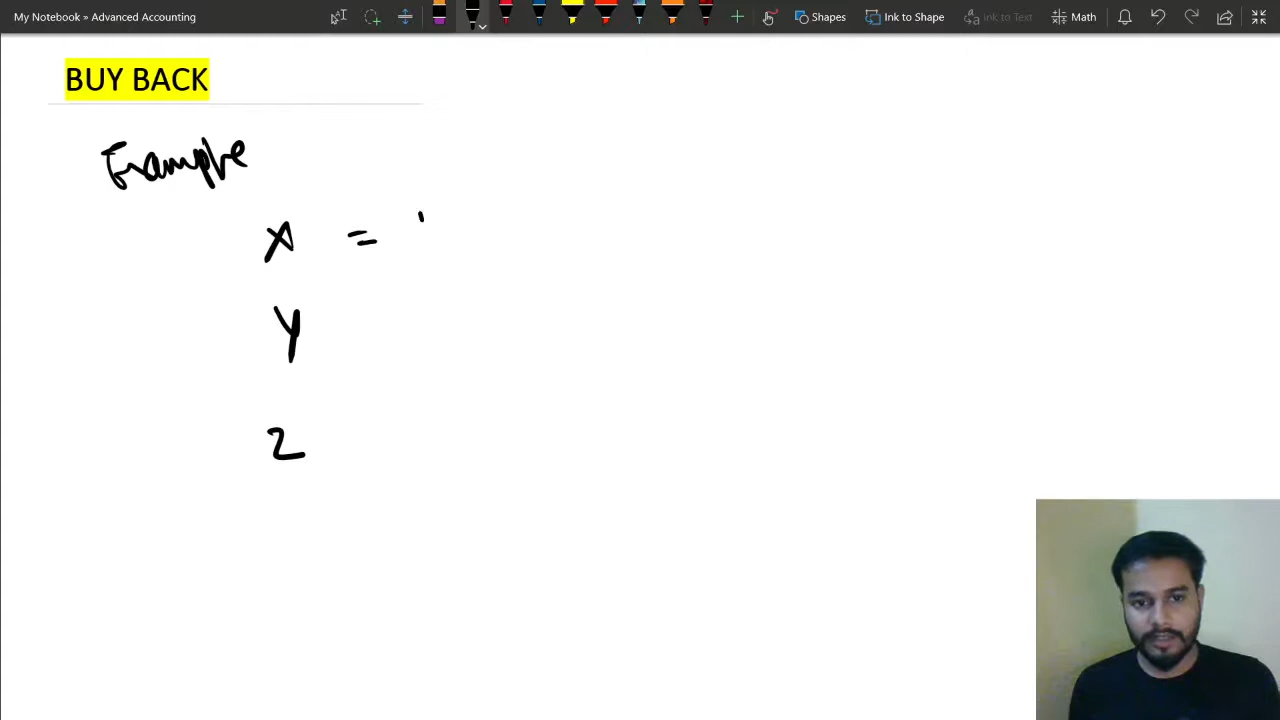 My Notebook » Advanced Accounting
Shapes
Ink to Shape
Ink to Text
Math
BUY BACK
Example
X = '
Y
Z